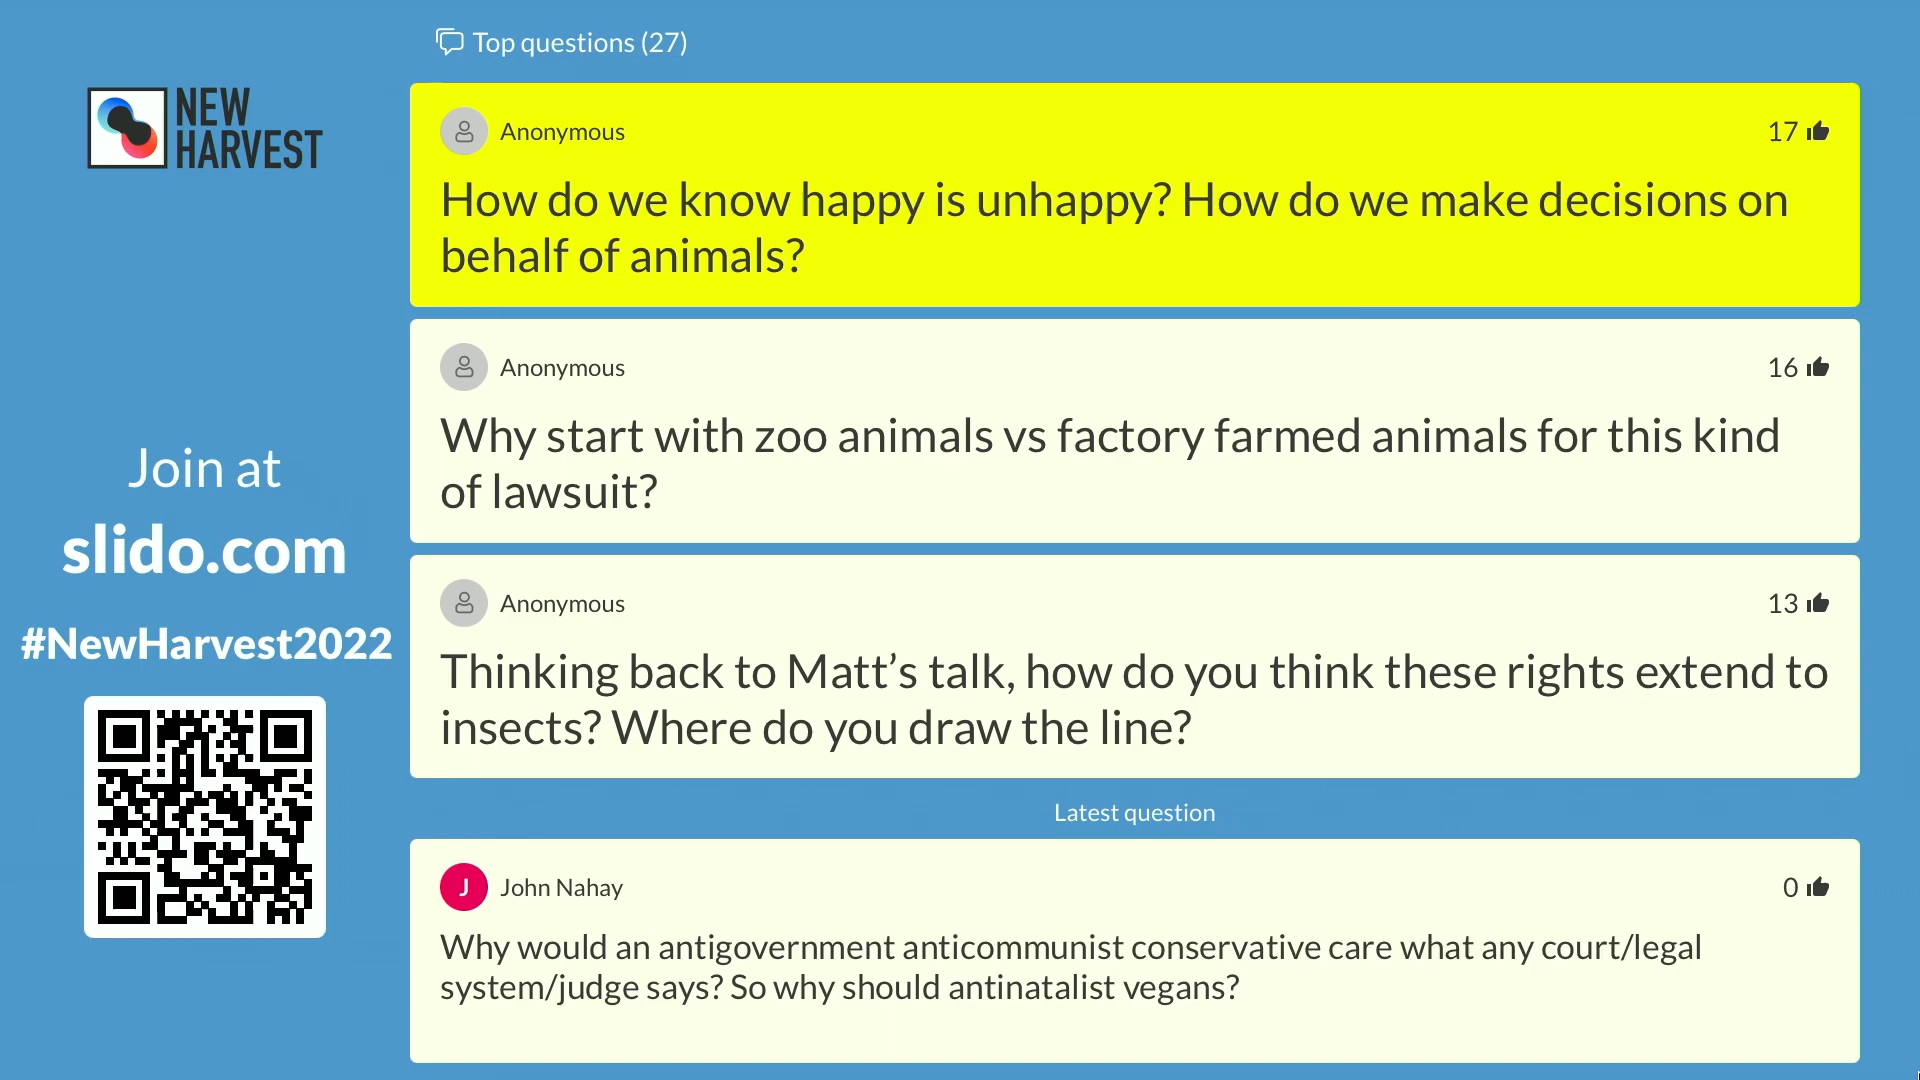 Top questions (27)
NEW
HARVEST
Join at
slido.com
#NewHarvest2022
Anonymous
17
How do we know happy is unhappy? How do we make decisions on
behalf of animals?
Anonymous
16
Why start with zoo animals vs factory farmed animals for this kind
of lawsuit?
Anonymous
13
Thinking back to Matt’s talk, how do you think these rights extend to
insects? Where do you draw the line?
Latest question
J
John Nahay
0
Why would an antigovernment anticommunist conservative care what any court/legal
system/judge says? So why should antinatalist vegans?